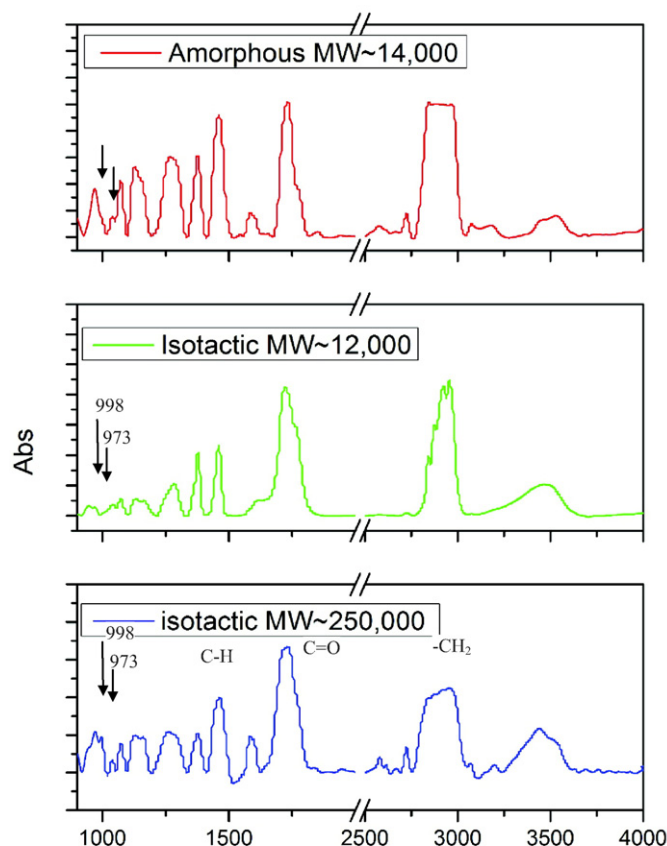 Amorphous MW~14,000
Isotactic MW~12,000
998
973
Abs
isotactic MW~250,000
998
973
C-H
C=O
-CH₂
1000 1500 2500 3000 3500 4000